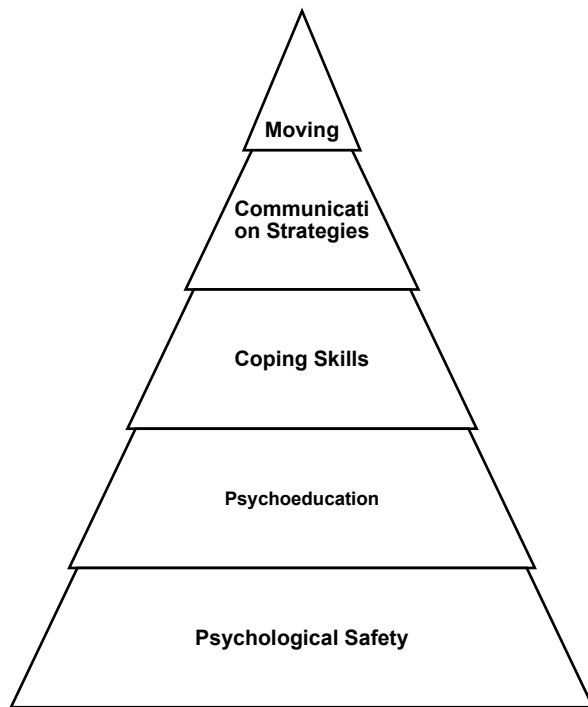 Moving
Communicati
on Strategies
Coping Skills
Psychoeducation
Psychological Safety